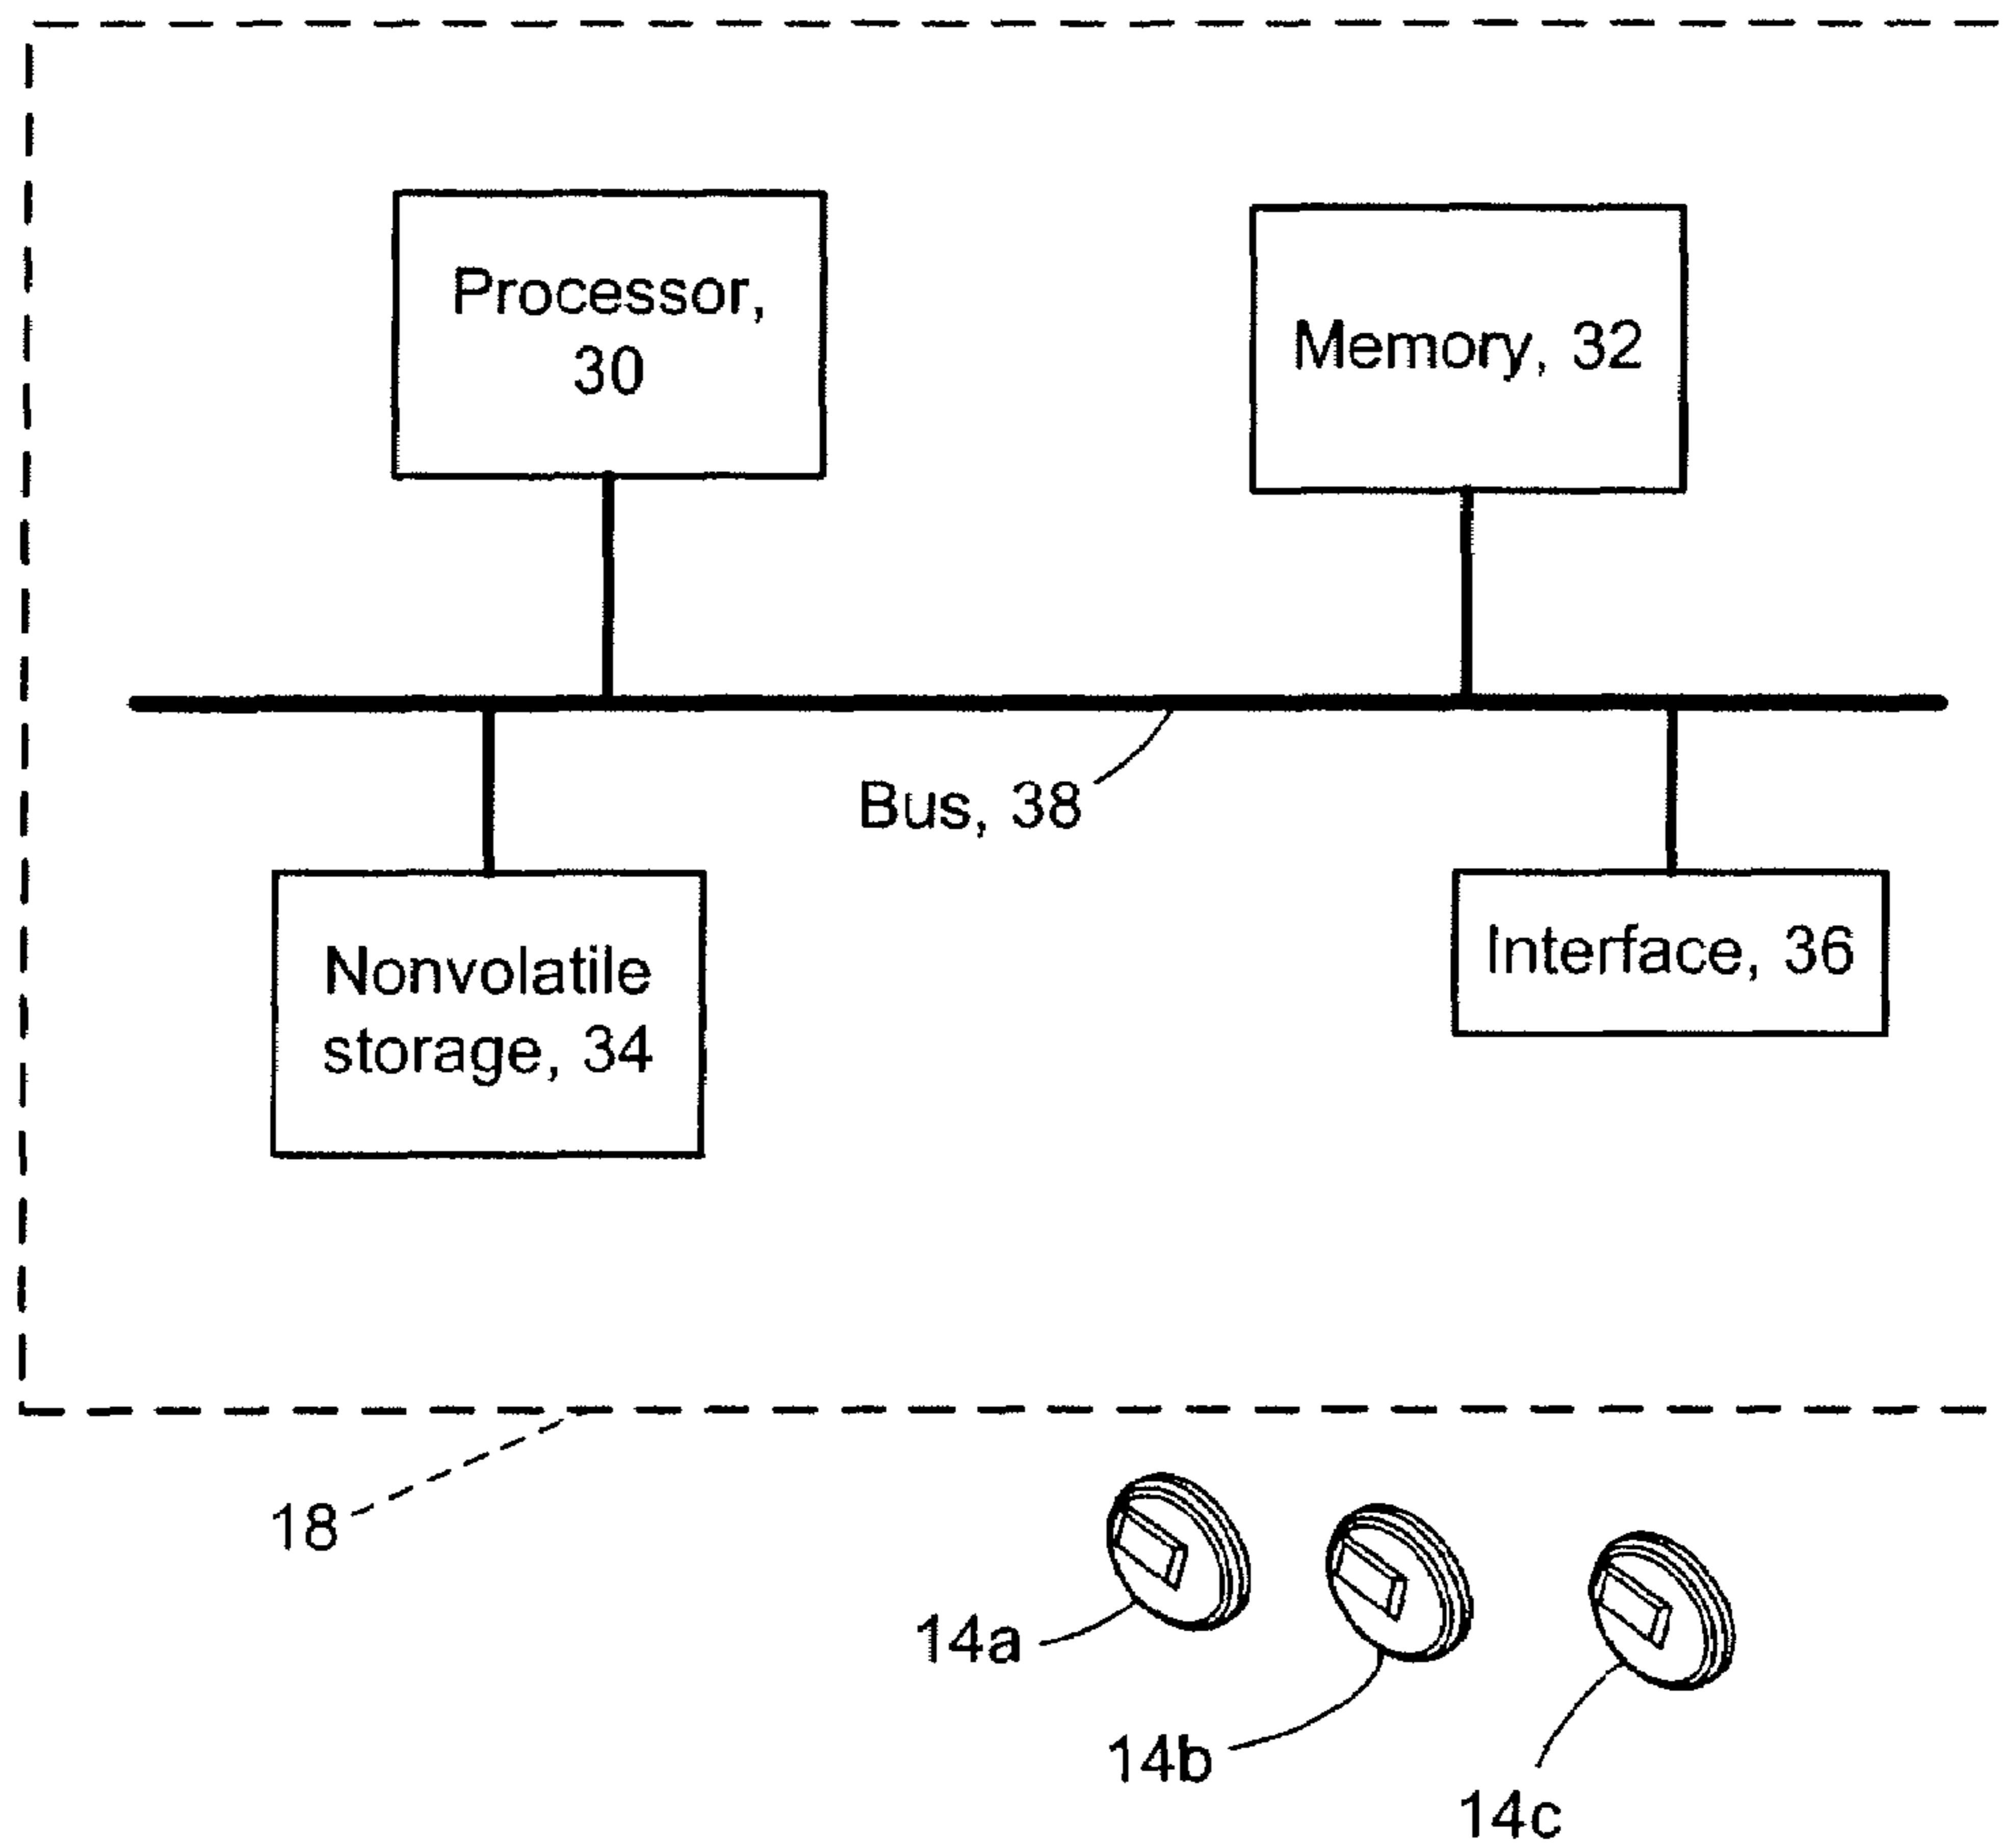 Processor,
30
Memory, 32
Bus, 38
Nonvolatile
storage, 34
Interface, 36
18
14a
14b
14c